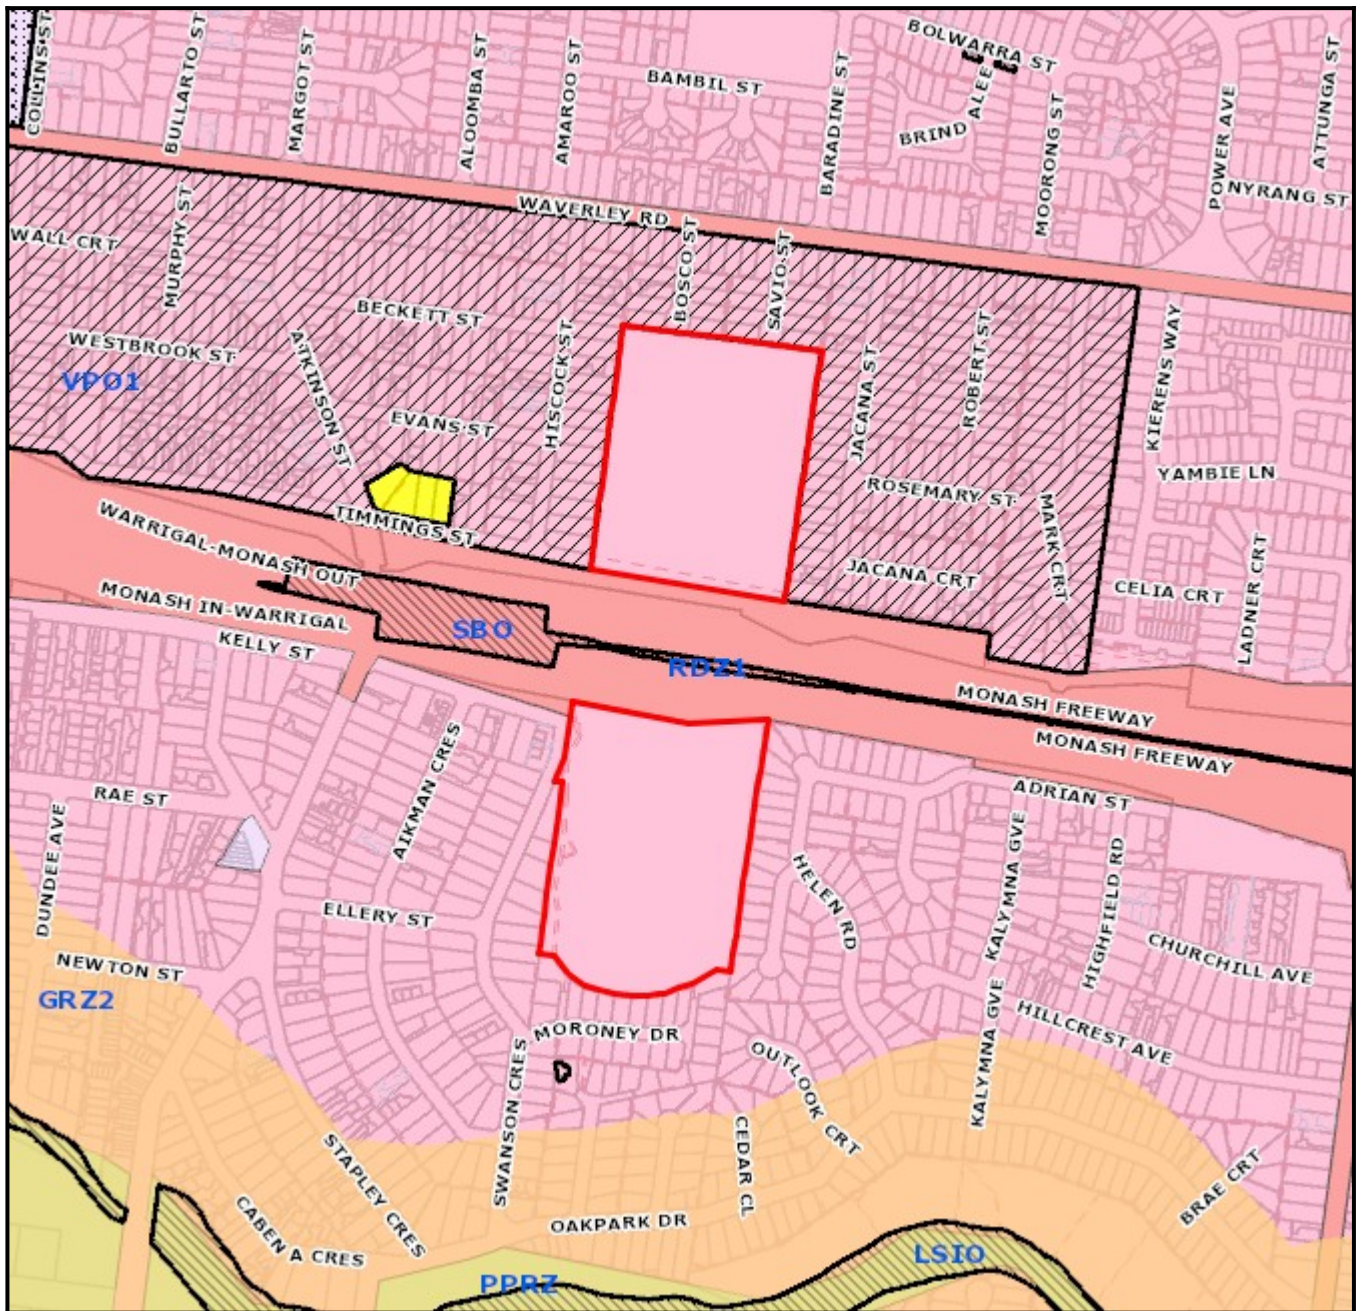 COLLINS ST
BULLARTO ST
MARGOT ST
ALOOMBA ST
AMAROO ST
BAMBIL ST
BARADINE ST
BOLWARRA ST
BRIND ALEE
MOORONG ST
POWER AVE
ATTUNGA ST
NYRANG ST
WAVERLEY RD
WALL CRT
MURPHY ST
BECKETT ST
BOSCO ST
SAVIO ST
WESTBROOK ST
ATKINSON ST
VPO1
EVANS ST
HISCOCK ST
JACANA ST
ROBERT ST
KIERENS WAY
YAMBIE LN
ROSEMARY ST
MARK CRT
TIMMINGS ST
WARRIGAL-MONASH OUT
JACANA CRT
CELIA CRT
LADNER CRT
MONASH IN-WARRIGAL
SBO
KELLY ST
RDZ1
MONASH FREEWAY
MONASH FREEWAY
RAE ST
DUNDEE AVE
AIKMAN CRES
ADRIAN ST
HELEN RD
KALYMNA GVE
HIGHFIELD RD
ELLERY ST
CHURCHILL AVE
NEWTON ST
GRZ2
MORONEY DR
KALYMNA GVE
HILLCREST AVE
OUTLOOK CRT
SWANSON CRES
CEDAR CL
STAPLEY CRES
CABEN A CRES
OAKPARK DR
BRAE CRT
LSIO
PPRZ